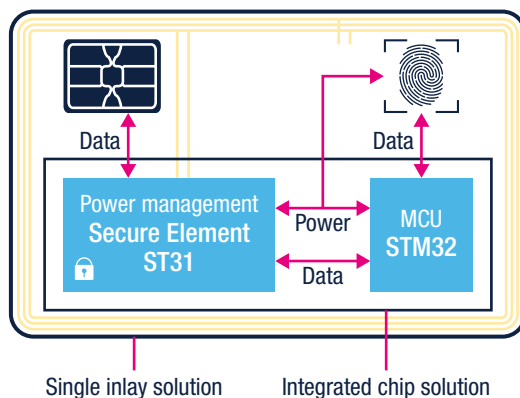 Data
Data
Power management
Secure Element
ST31
Power
MCU
STM32
Data
Single inlay solution
Integrated chip solution